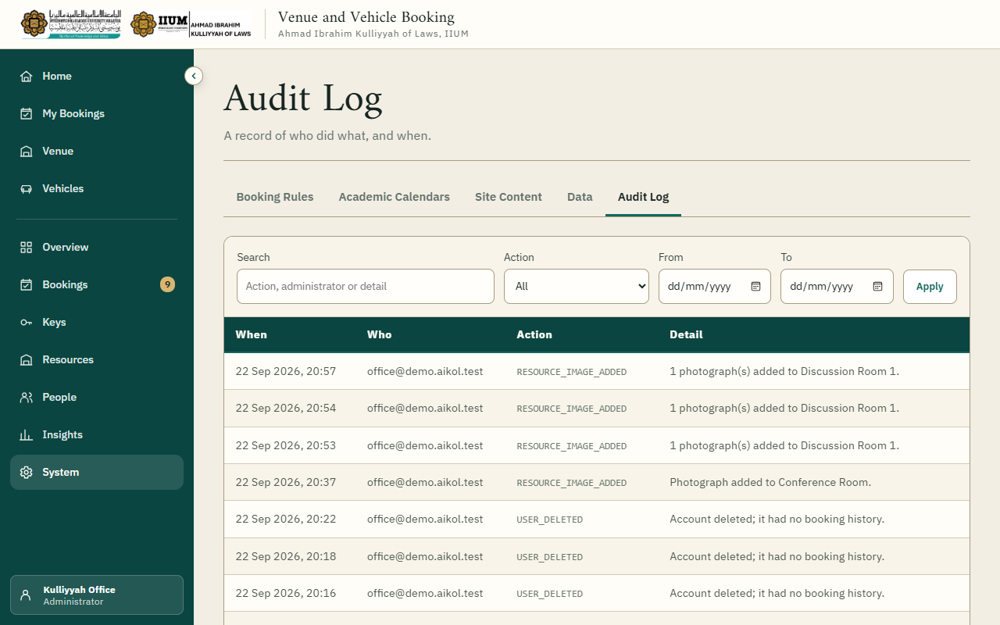 الجامعة الإسلامية العالمية ماليزيا
INTERNATIONAL ISLAMIC UNIVERSITY MALAYSIA
IIUM
AHMAD IBRAHIM
KULLIYYAH OF LAWS
Venue and Vehicle Booking
Ahmad Ibrahim Kulliyyah of Laws, IIUM
Home
My Bookings
Venue
Vehicles
Overview
Bookings 9
Keys
Resources
People
Insights
System
Kulliyyah Office
Administrator
Audit Log
A record of who did what, and when.
Booking Rules Academic Calendars Site Content Data Audit Log
Search Action From To
Action, administrator or detail All dd/mm/yyyy dd/mm/yyyy Apply
When Who Action Detail
22 Sep 2026, 20:57 office@demo.aikol.test RESOURCE_IMAGE_ADDED 1 photograph(s) added to Discussion Room 1.
22 Sep 2026, 20:54 office@demo.aikol.test RESOURCE_IMAGE_ADDED 1 photograph(s) added to Discussion Room 1.
22 Sep 2026, 20:53 office@demo.aikol.test RESOURCE_IMAGE_ADDED 1 photograph(s) added to Discussion Room 1.
22 Sep 2026, 20:37 office@demo.aikol.test RESOURCE_IMAGE_ADDED Photograph added to Conference Room.
22 Sep 2026, 20:22 office@demo.aikol.test USER_DELETED Account deleted; it had no booking history.
22 Sep 2026, 20:18 office@demo.aikol.test USER_DELETED Account deleted; it had no booking history.
22 Sep 2026, 20:16 office@demo.aikol.test USER_DELETED Account deleted; it had no booking history.